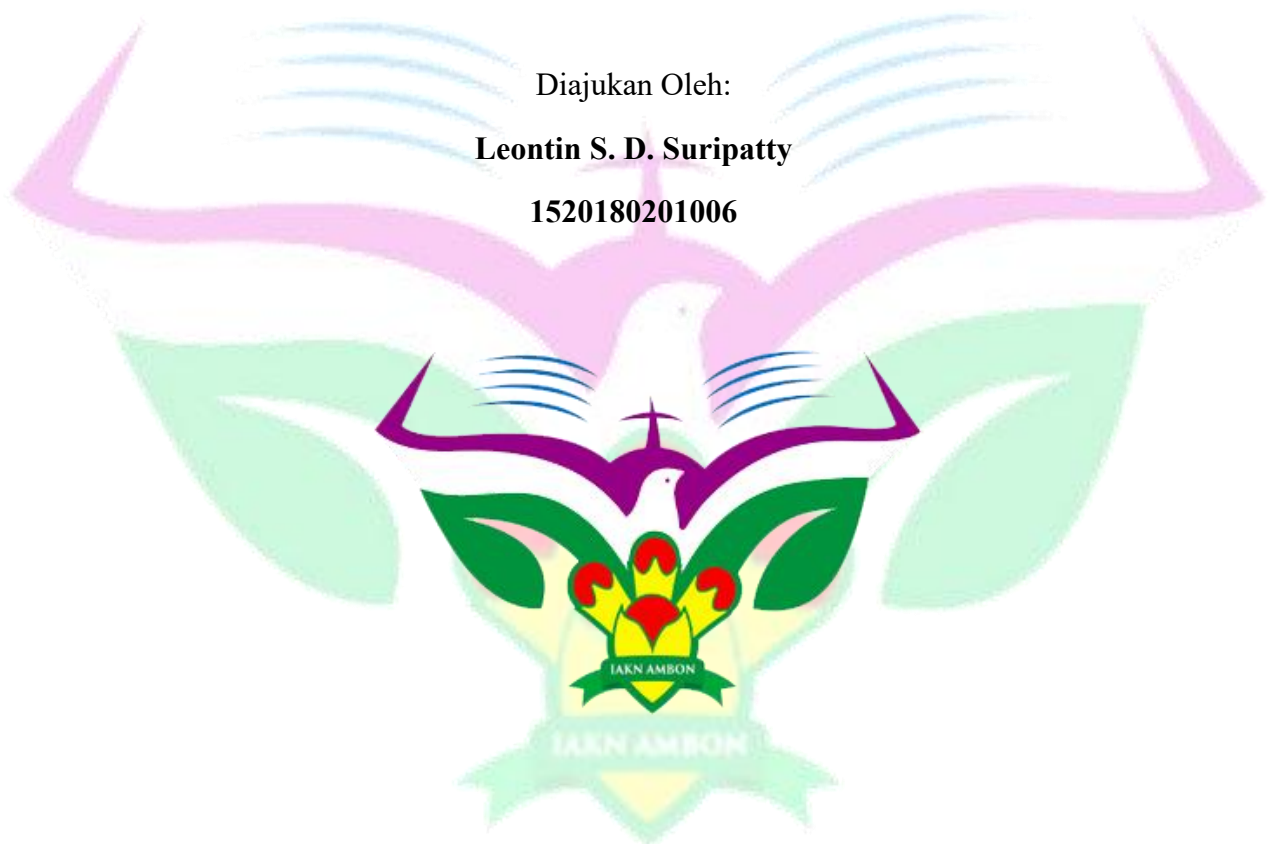 Diajukan Oleh:
Leontin S. D. Suripatty
1520180201006
IAKN AMBON
IAKN AMBON